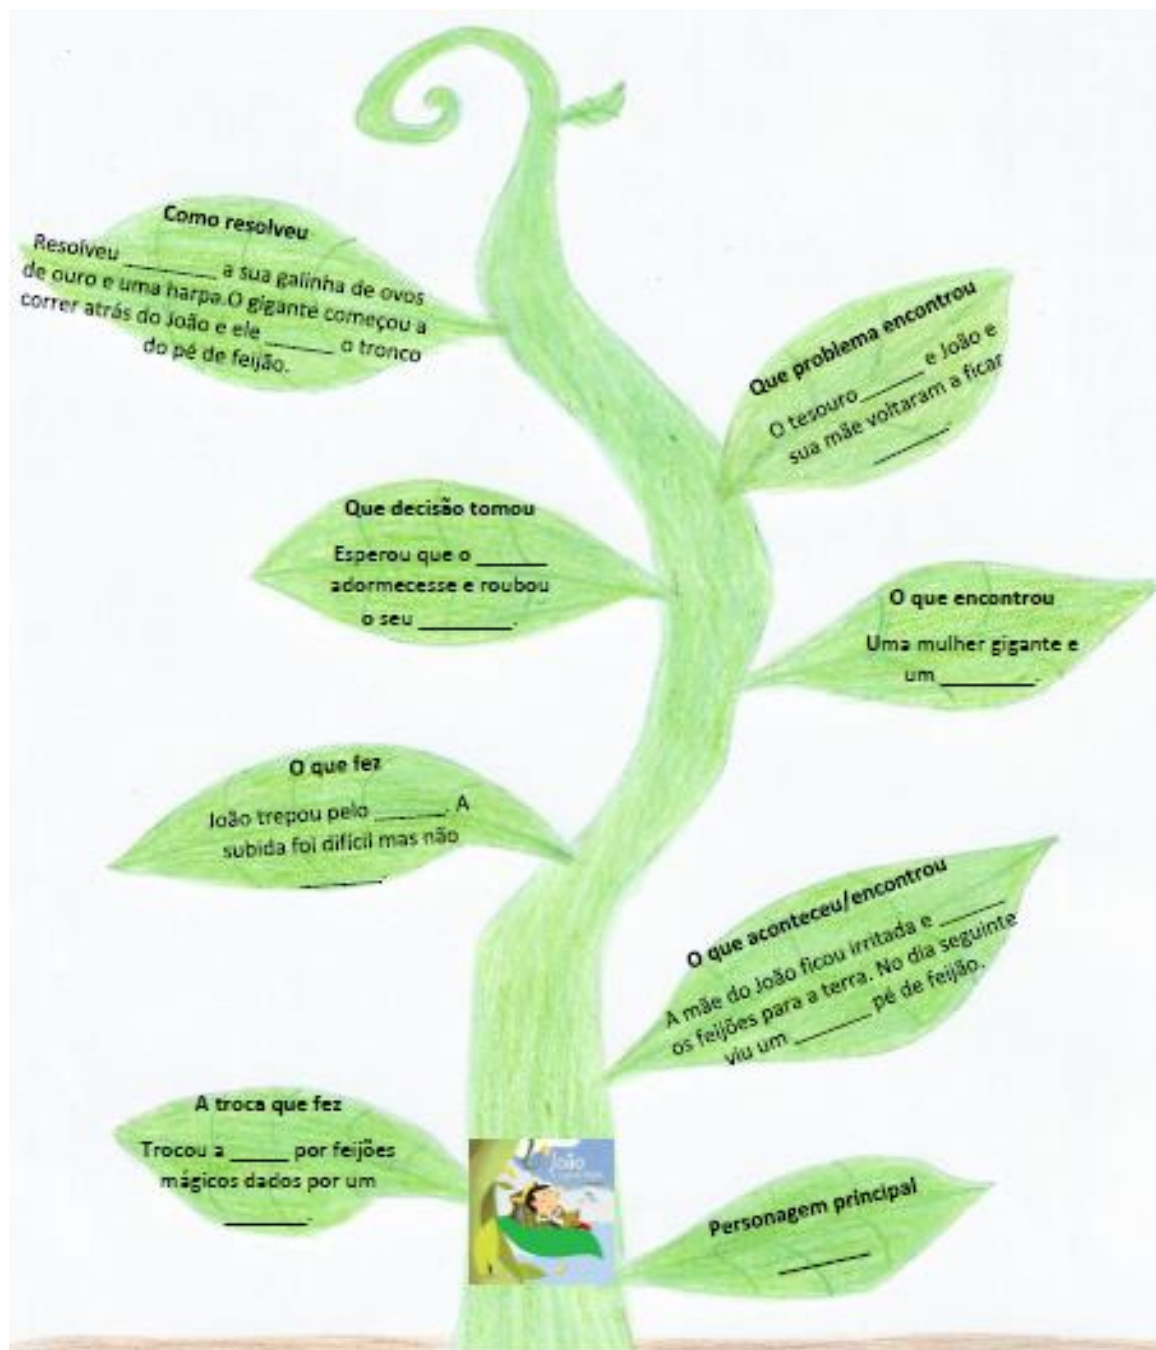 Como resolveu
Resolveu ________ a sua galinha de ovos
de ouro e uma harpa.O gigante começou a
correr atrás do João e ele ______ o tronco
do pé de feijão.
Que problema encontrou
O tesouro ______ e João e
sua mãe voltaram a ficar
_______
Que decisão tomou
Esperou que o ______
adormecesse e roubou
o seu ________.
O que encontrou
Uma mulher gigante e
um ________.
O que fez
João trepou pelo ______. A
subida foi difícil mas não
_______
O que aconteceu/encontrou
A mãe do João ficou irritada e ______
os feijões para a terra. No dia seguinte
viu um _______ pé de feijão.
A troca que fez
Trocou a _____ por feijões
mágicos dados por um
_______.
João
Personagem principal
________